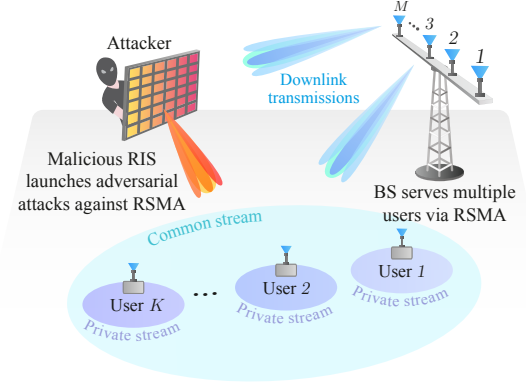 M ... 3 2 1
Attacker
Downlink
transmissions
Malicious RIS
launches adversarial
attacks against RSMA
BS serves multiple
users via RSMA
Common stream
User 1
Private stream
User 2
Private stream
...
User K
Private stream